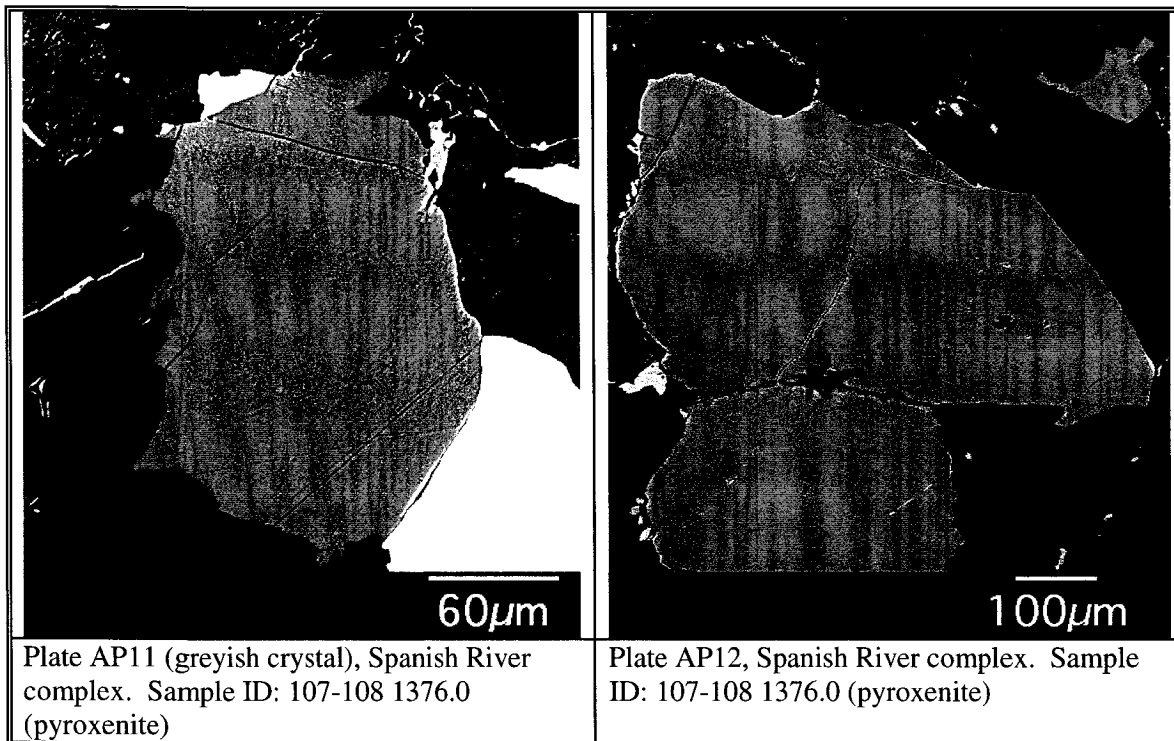 60µm
100µm
Plate AP11 (greyish crystal), Spanish River
complex. Sample ID: 107-108 1376.0
(pyroxenite)
Plate AP12, Spanish River complex. Sample
ID: 107-108 1376.0 (pyroxenite)